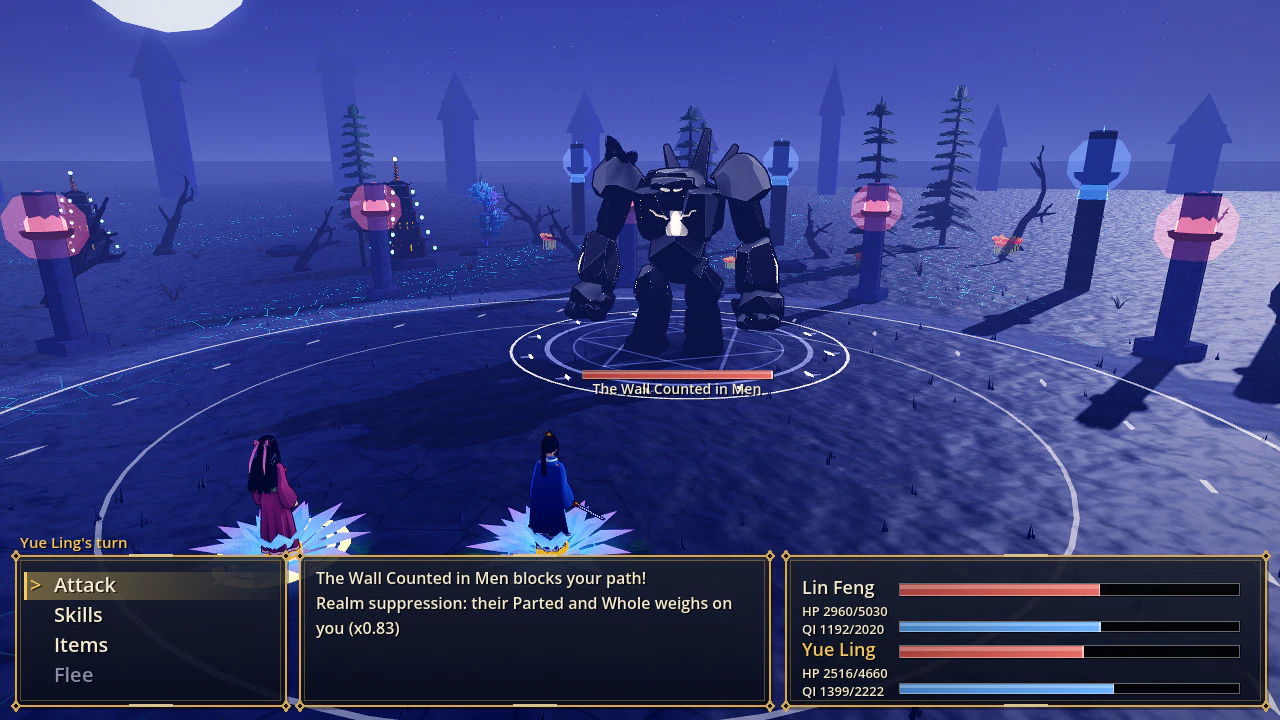 The Wall Counted in Men
Yue Ling's turn
> Attack
Skills
Items
Flee
The Wall Counted in Men blocks your path!
Realm suppression: their Parted and Whole weighs on
you (x0.83)
Lin Feng
HP 2960/5030
QI 1192/2020
Yue Ling
HP 2516/4660
QI 1399/2222